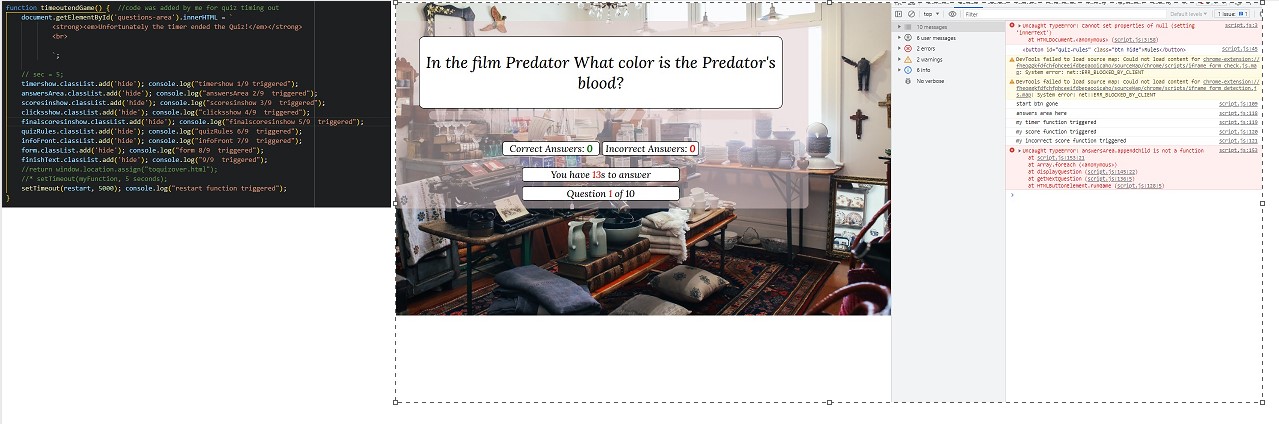 function timeoutendGame() {  //code was added by me for quiz timing out
document.getElementById('questions-area').innerHTML = `
<strong><em>Unfortunately the timer ended the Quiz!</em></strong>
<br>
`;
// sec = 5;
timershow.classList.add('hide'); console.log("timershow 1/9 triggered");
answersArea.classList.add('hide'); console.log("answersArea 2/9  triggered");
scoresinshow.classList.add('hide'); console.log("scoresinshow 3/9  triggered");
clicksshow.classList.add('hide'); console.log("clicksshow 4/9  triggered");
finalscoresinshow.classList.add('hide'); console.log("finalscoresinshow 5/9  triggered");
quizRules.classList.add('hide'); console.log("quizRules 6/9  triggered");
infoFront.classList.add('hide'); console.log("infoFront 7/9  triggered");
form.classList.add('hide'); console.log("form 8/9  triggered");
finishText.classList.add('hide'); console.log("9/9  triggered");
//return window.location.assign("toquizover.html");
//* setTimeout(myFunction, 5 seconds);
setTimeout(restart, 5000); console.log("restart function triggered");
}
In the film Predator What color is the Predator's
blood?
Correct Answers: 0 Incorrect Answers: 0
You have 13s to answer
Question 1 of 10
top Filter Default levels 1 Issue 1
10 messages
6 user messages
2 errors
2 warnings
6 info
No verbose
Uncaught TypeError: Cannot set properties of null (setting script.js:3
'innerText')
at HTMLDocument.<anonymous> (script.js:3:58)
<button id="quiz-rules" class="btn hide">Rules</button> script.js:45
DevTools failed to load source map: Could not load content for chrome-extension://
System error: net::ERR_BLOCKED_BY_CLIENT
DevTools failed to load source map: Could not load content for chrome-extension://
System error: net::ERR_BLOCKED_BY_CLIENT
start btn gone script.js:109
answers area here script.js:118
my timer function triggered script.js:119
my score function triggered script.js:120
my incorrect score function triggered script.js:121
Uncaught TypeError: answersArea.appendChild is not a function script.js:153
at script.js:153:21
at Array.forEach (<anonymous>)
at displayQuestion (script.js:145:22)
at getNextQuestion (script.js:136:5)
at HTMLButtonElement.runGame (script.js:128:5)